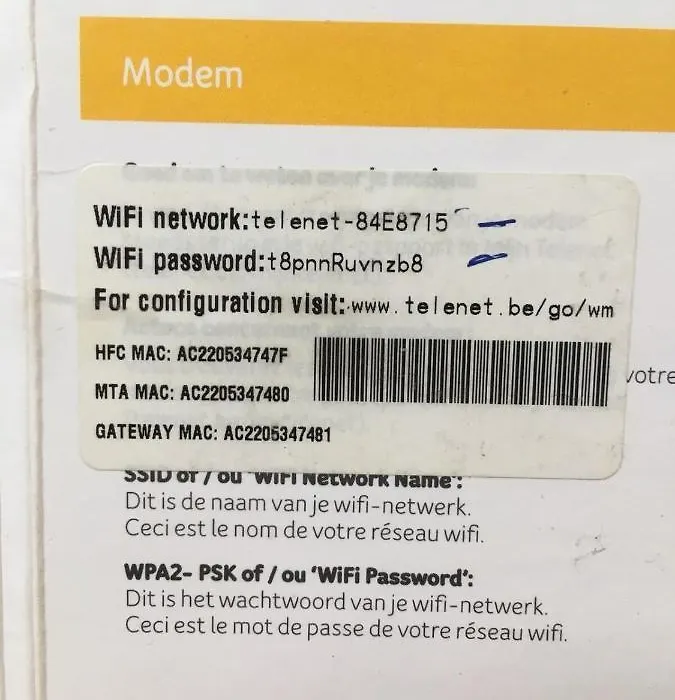 Modem
WiFi network:telenet-84E8715
WiFi password:t8pnnRuvnzb8
For configuration visit:www.telenet.be/go/wm
HFC MAC: AC220534747F
MTA MAC: AC2205347480
votre
GATEWAY MAC: AC2205347481
SSID of / ou 'WiFi Network Name':
Dit is de naam van je wifi-netwerk.
Ceci est le nom de votre réseau wifi.
WPA2- PSK of / ou 'WiFi Password':
Dit is het wachtwoord van je wifi-netwerk.
Ceci est le mot de passe de votre réseau wifi.